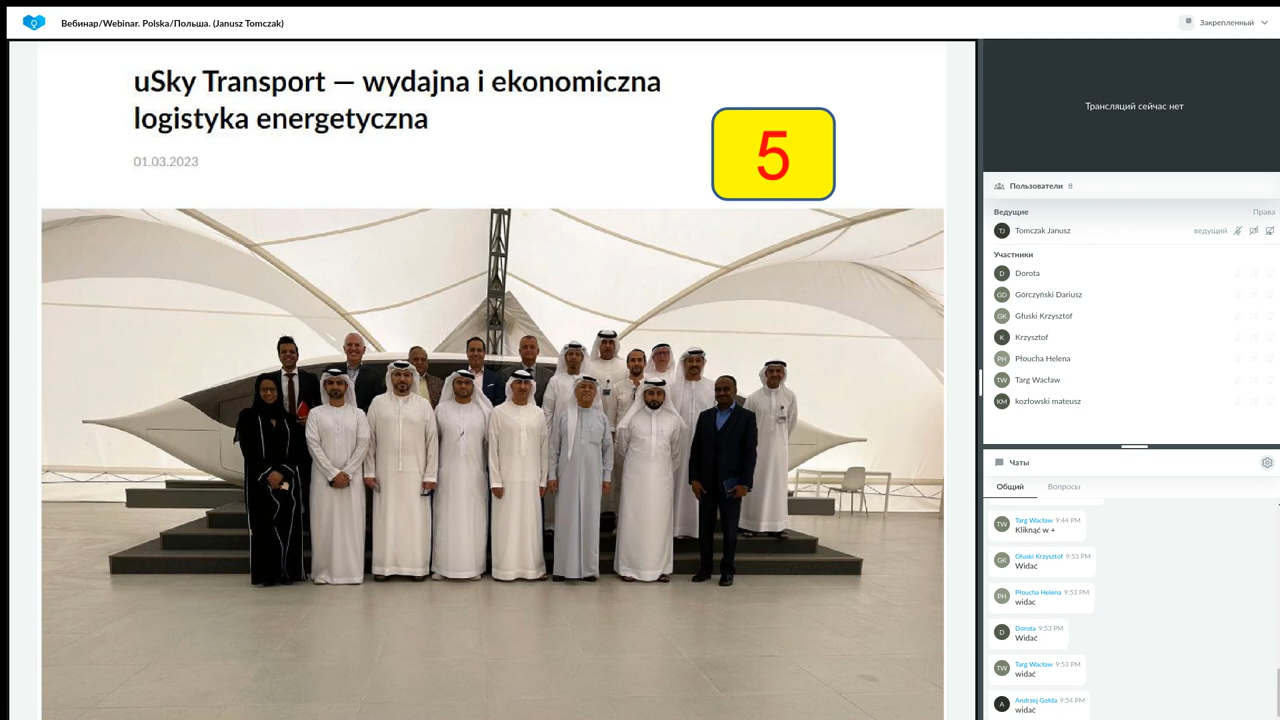 Вебинар/Webinar. Polska/Польша. (Janusz Tomczak)
Закрепленный
uSky Transport — wydajna i ekonomiczna
logistyka energetyczna
01.03.2023
5
Трансляций сейчас нет
Пользователи 8
Ведущие Права
TJ Tomczak Janusz ведущий
Участники
D Dorota
GD Górczyński Dariusz
GK Głuski Krzysztof
K Krzysztof
PH Płoucha Helena
TW Targ Wacław
KM kozłowski mateusz
Чаты
Общий Вопросы
TW Targ Wacław 9:44 PM
Kliknąć w +
GK Głuski Krzysztof 9:53 PM
Widać
PH Płoucha Helena 9:53 PM
widac
D Dorota 9:53 PM
Widać
TW Targ Wacław 9:53 PM
widać
A Andrzej Gołda 9:54 PM
widać